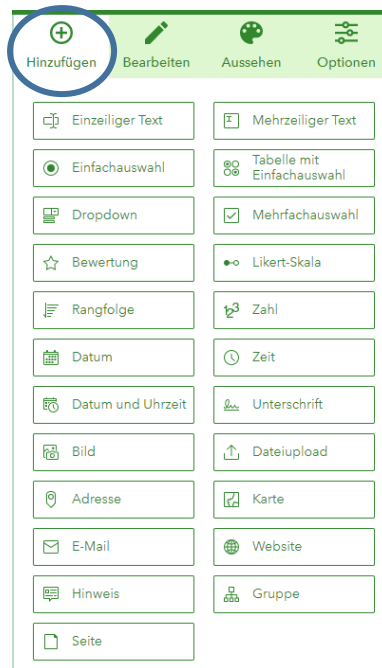 Hinzufügen Bearbeiten Aussehen Optionen
Einzeiliger Text
Mehrzeiliger Text
Einfachauswahl
Tabelle mit
Einfachauswahl
Dropdown
Mehrfachauswahl
Bewertung
Likert-Skala
Rangfolge
Zahl
Datum
Zeit
Datum und Uhrzeit
Unterschrift
Bild
Dateiupload
Adresse
Karte
E-Mail
Website
Hinweis
Gruppe
Seite